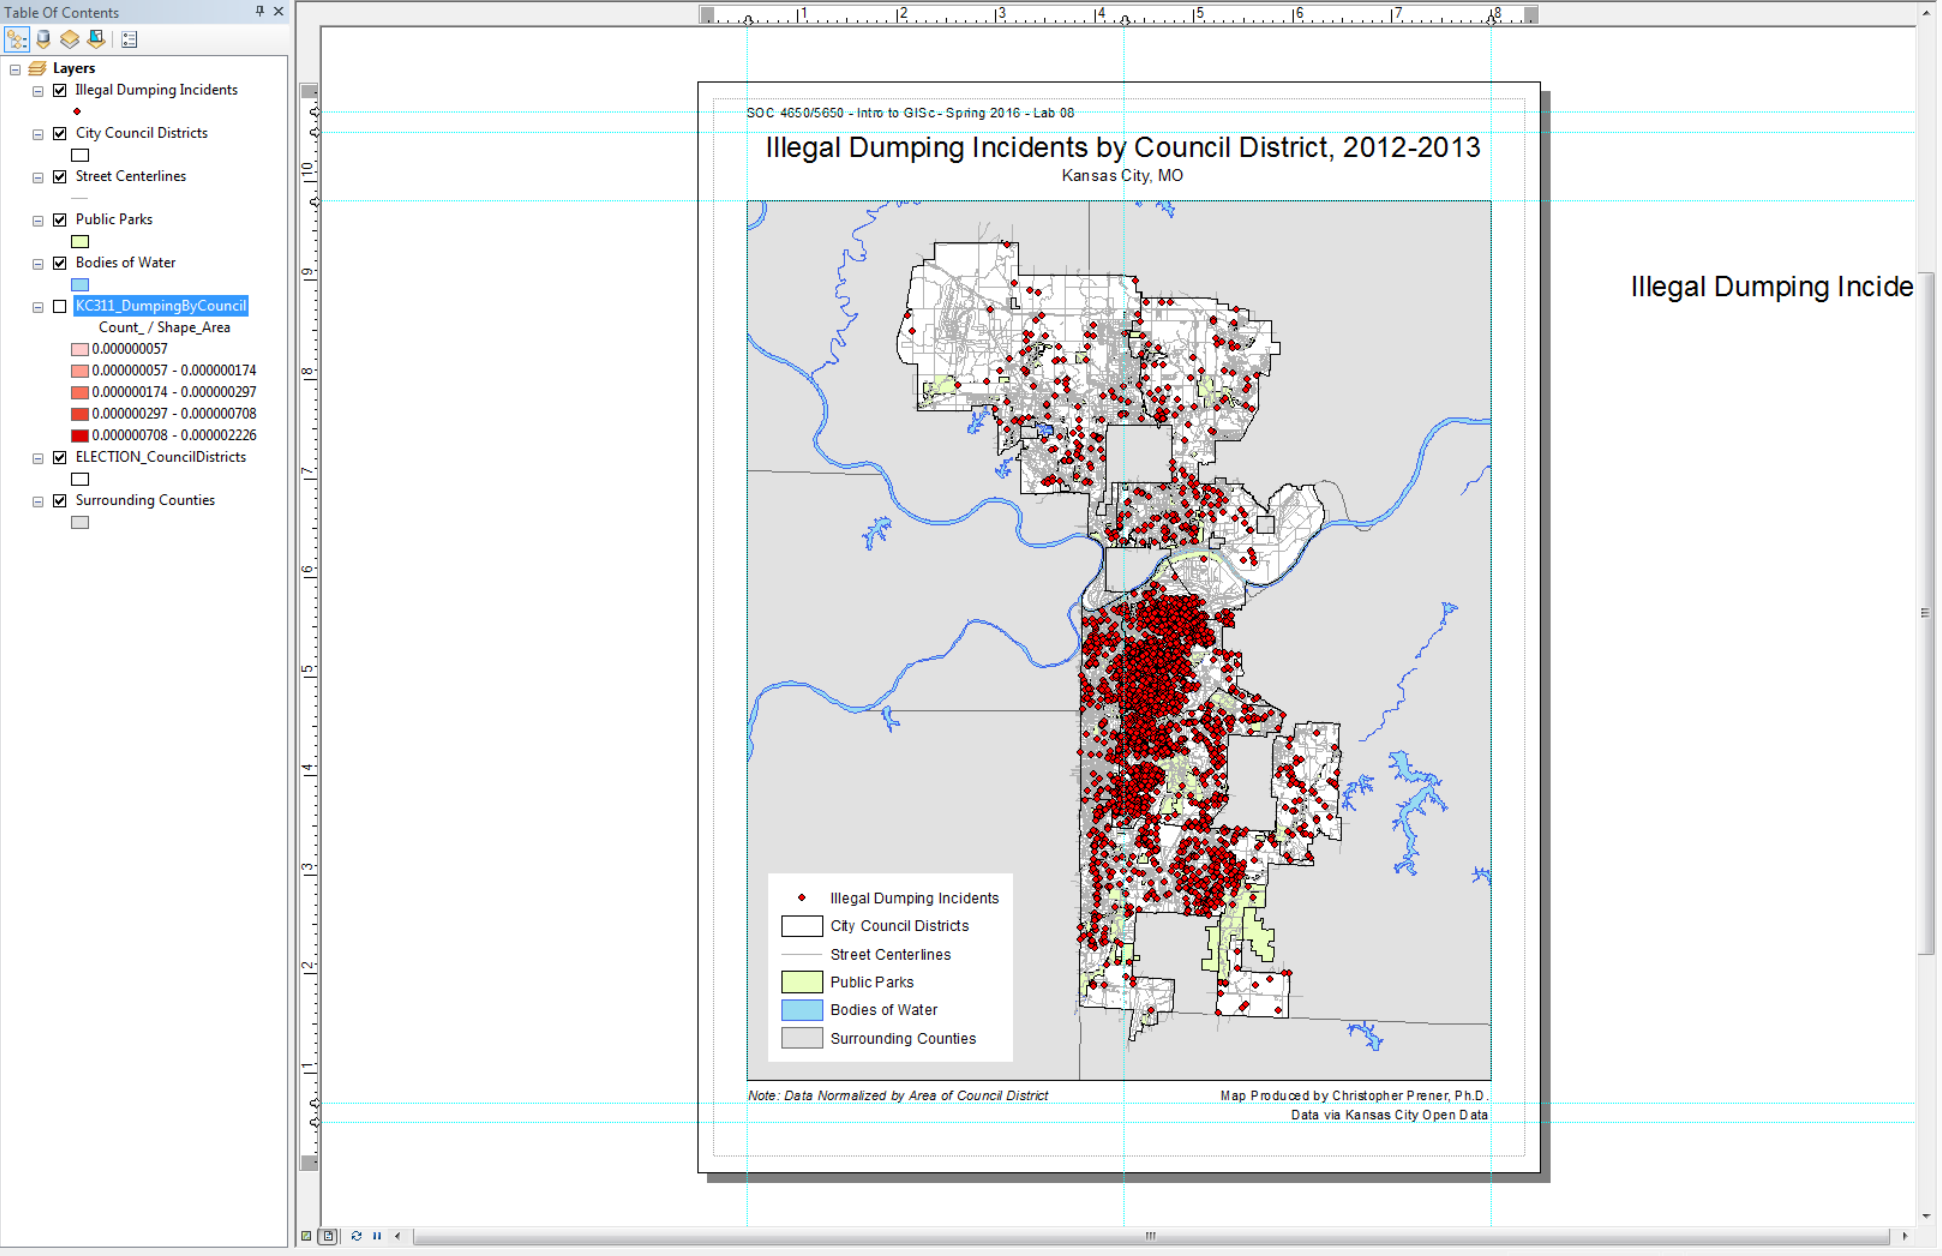 Table Of Contents
Layers
Illegal Dumping Incidents
City Council Districts
Street Centerlines
Public Parks
Bodies of Water
KC311_DumpingByCouncil
Count_ / Shape_Area
0.000000057
0.000000057 - 0.000000174
0.000000174 - 0.000000297
0.000000297 - 0.000000708
0.000000708 - 0.000002226
ELECTION_CouncilDistricts
Surrounding Counties
1 2 3 4 5 6 7 8
10
9
8
7
6
5
4
3
2
1
SOC 4650/5650 - Intro to GISc - Spring 2016 - Lab 08
Illegal Dumping Incidents by Council District, 2012-2013
Kansas City, MO
Illegal Dumping Incide
Illegal Dumping Incidents
City Council Districts
Street Centerlines
Public Parks
Bodies of Water
Surrounding Counties
Note: Data Normalized by Area of Council District
Map Produced by Christopher Prener, Ph.D.
Data via Kansas City Open Data